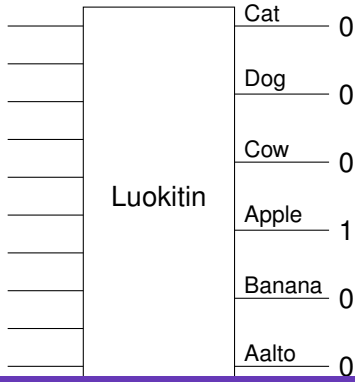 Cat 0
Dog 0
Cow 0
Luokitin
Apple 1
Banana 0
Aalto 0